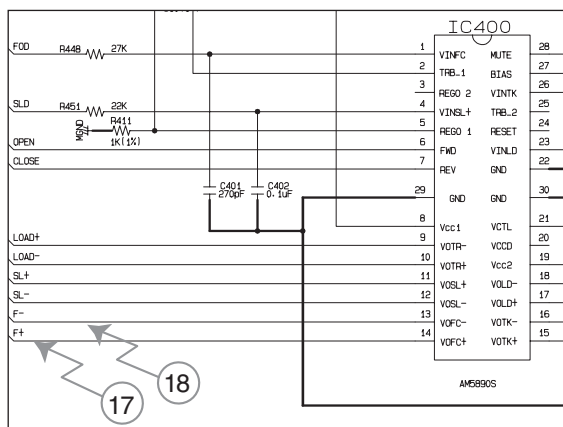 IC400
FOD
R448
27K
1
VINFC
MUTE
28
2
TRB_1
BIAS
27
3
REGO 2
VINTK
26
SLD
R451
22K
4
VINSL+
TRB_2
25
MGND
R411
1K(1%)
5
REGO 1
RESET
24
OPEN
6
FWD
VINLD
23
CLOSE
7
REV
GND
22
C401
270pF
C402
0.1uF
29
GND
GND
30
8
Vcc1
VCTL
21
LOAD+
9
VOTR-
VCCD
20
LOAD-
10
VOTR+
Vcc2
19
SL+
11
VOSL+
VOLD-
18
SL-
12
VOSL-
VOLD+
17
F-
13
VOFC-
VOTK-
16
F+
14
VOFC+
VOTK+
15
17
18
AM5890S